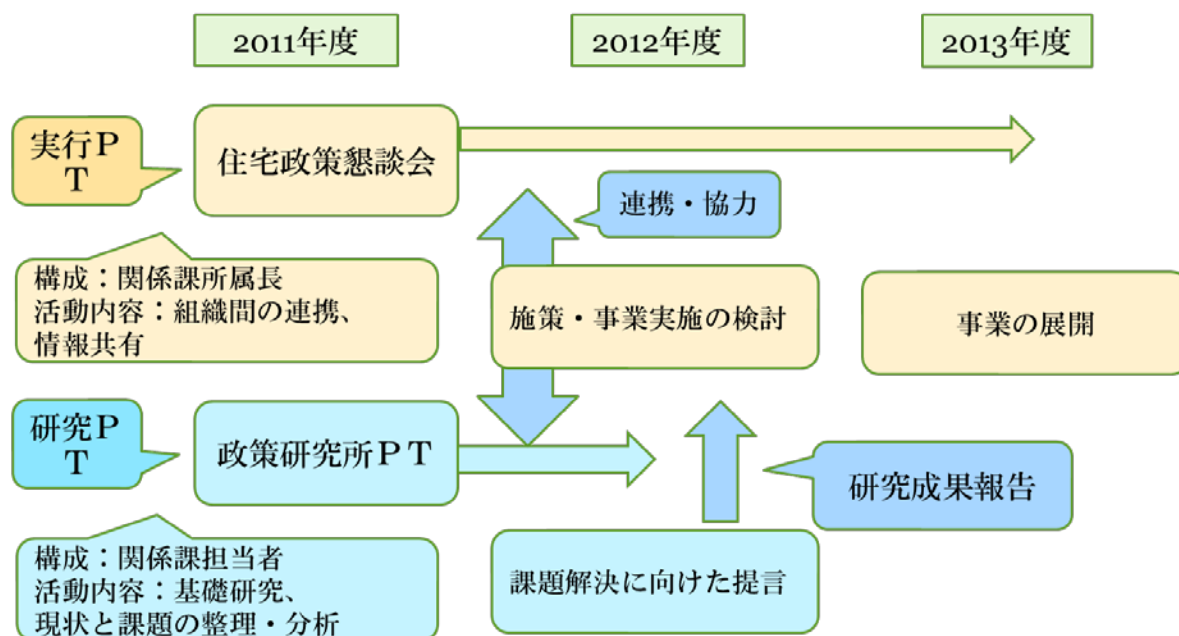 2011年度
2012年度
2013年度
実行P
T
住宅政策懇談会
連携・協力
構成：関係課所属長
活動内容：組織間の連携、
情報共有
施策・事業実施の検討
事業の展開
研究P
T
政策研究所PT
研究成果報告
構成：関係課担当者
活動内容：基礎研究、
現状と課題の整理・分析
課題解決に向けた提言